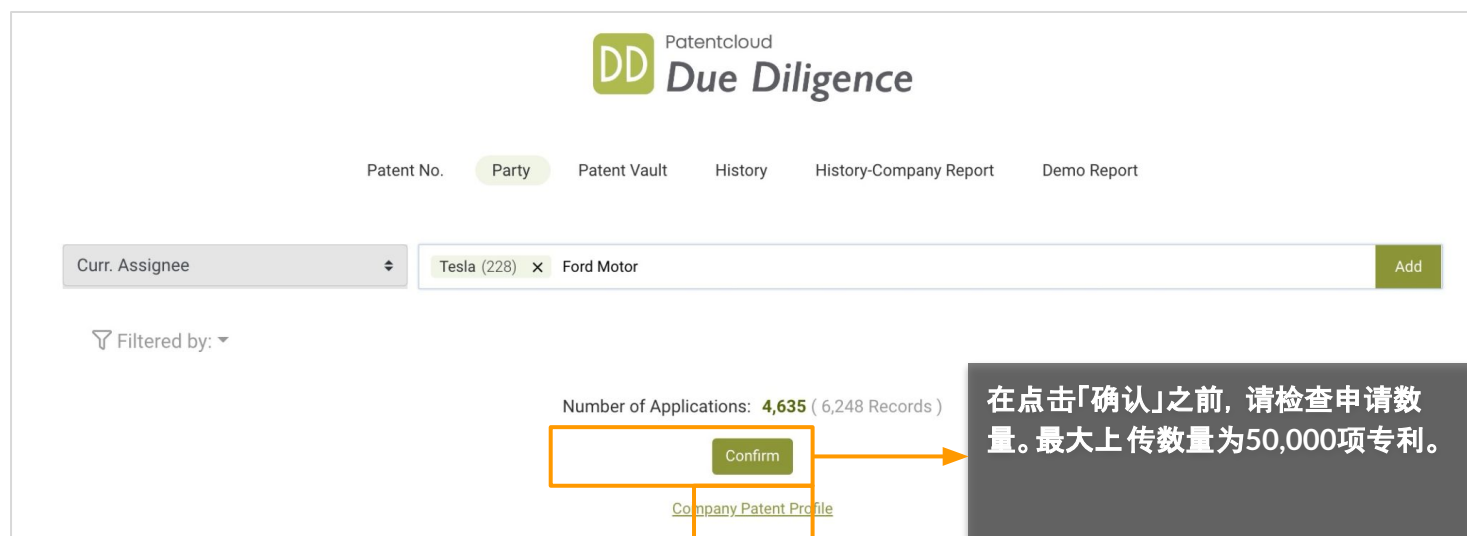 DD
Patentcloud
Due Diligence
Patent No. Party Patent Vault History History-Company Report Demo Report
Curr. Assignee Tesla (228) × Ford Motor Add
Filtered by:
Number of Applications: 4,635 ( 6,248 Records )
Confirm
Company Patent Profile
在点击「确认」之前, 请检查申请数
量。最大上传数量为50,000项专利。